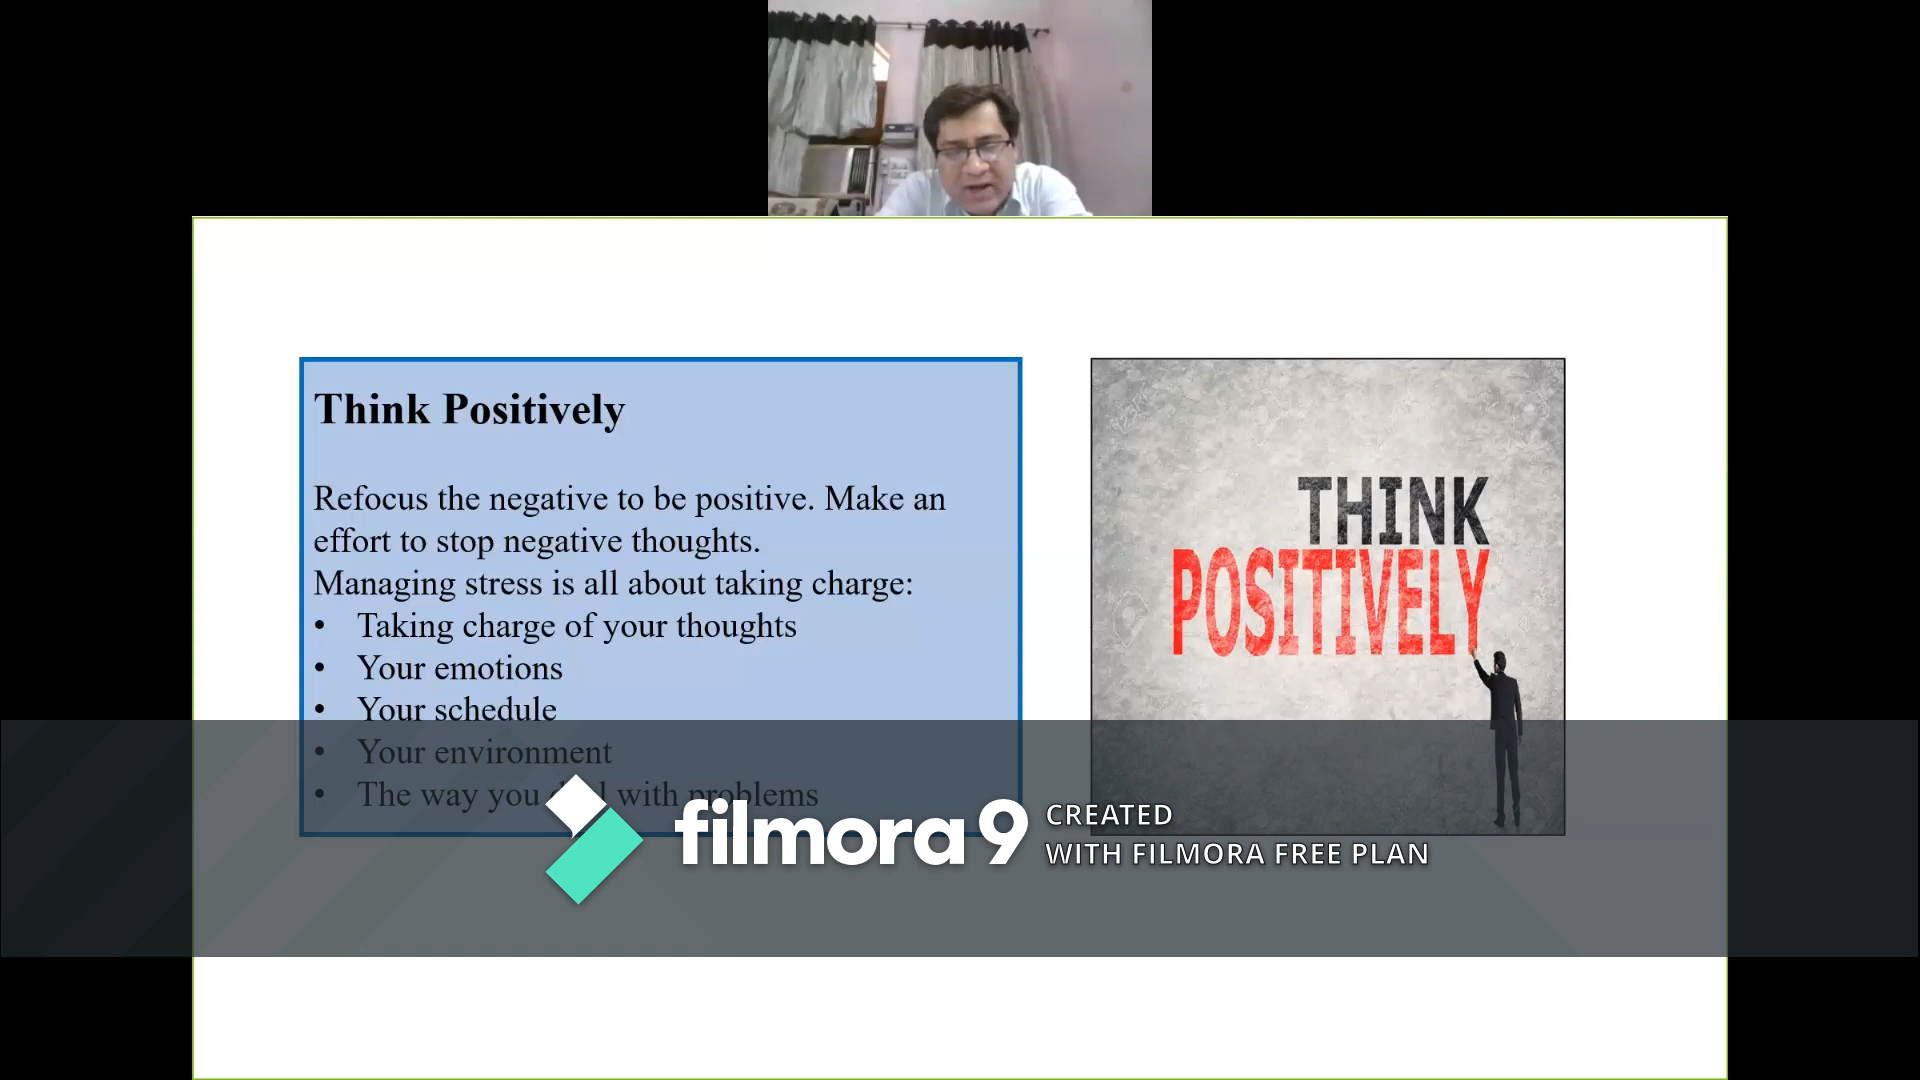 Think Positively
Refocus the negative to be positive. Make an
effort to stop negative thoughts.
Managing stress is all about taking charge:
• Taking charge of your thoughts
• Your emotions
• Your schedule
• Your environment
• The way you with problems
THINK
POSITIVELY
filmora9
CREATED
WITH FILMORA FREE PLAN